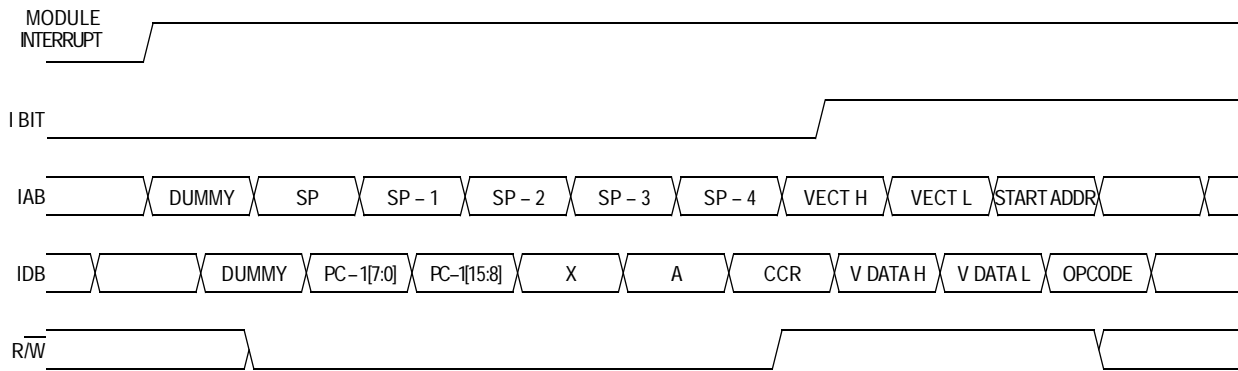 MODULE
INTERRUPT
I BIT
IAB DUMMY SP SP – 1 SP – 2 SP – 3 SP – 4 VECT H VECT L START ADDR
IDB DUMMY PC – 1[7:0] PC–1[15:8] X A CCR V DATA H V DATA L OPCODE
R/W̅